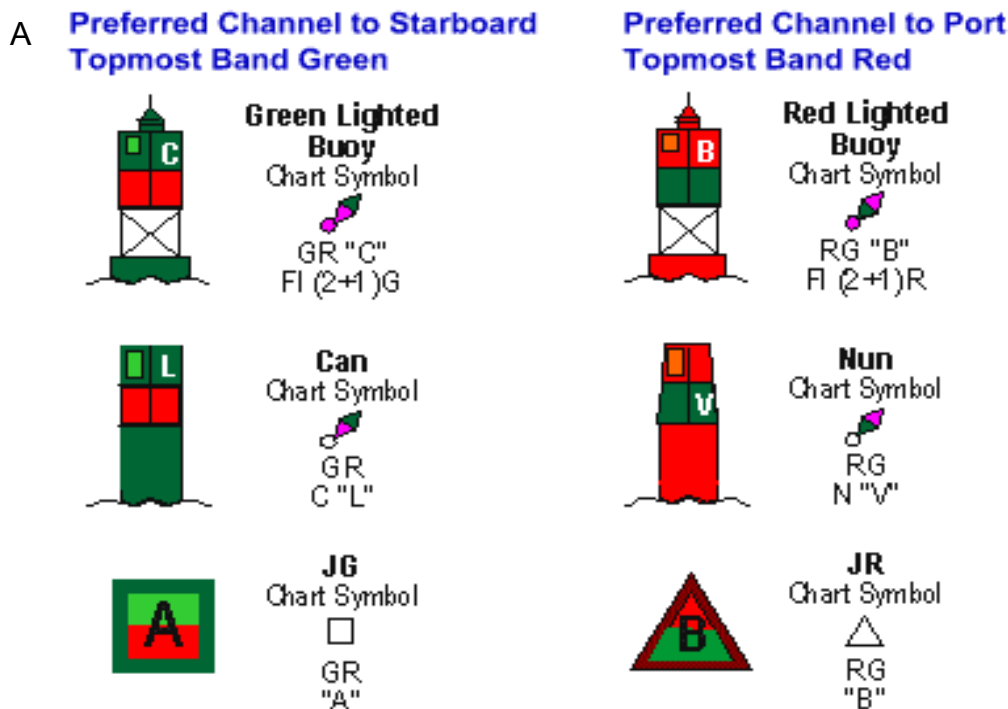 A
Preferred Channel to Starboard
Topmost Band Green
Green Lighted
Buoy
Chart Symbol
C
GR "C"
Fl (2+1)G
L
Can
Chart Symbol
GR
C "L"
JG
Chart Symbol
A
GR
"A"
Preferred Channel to Port
Topmost Band Red
Red Lighted
Buoy
Chart Symbol
B
RG "B"
Fl (2+1)R
Nun
Chart Symbol
V
RG
N "V"
JR
Chart Symbol
B
RG
"B"